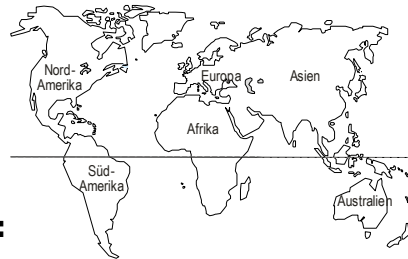 Nord-
Amerika
Europa
Asien
Afrika
Süd-
Amerika
Australien
: